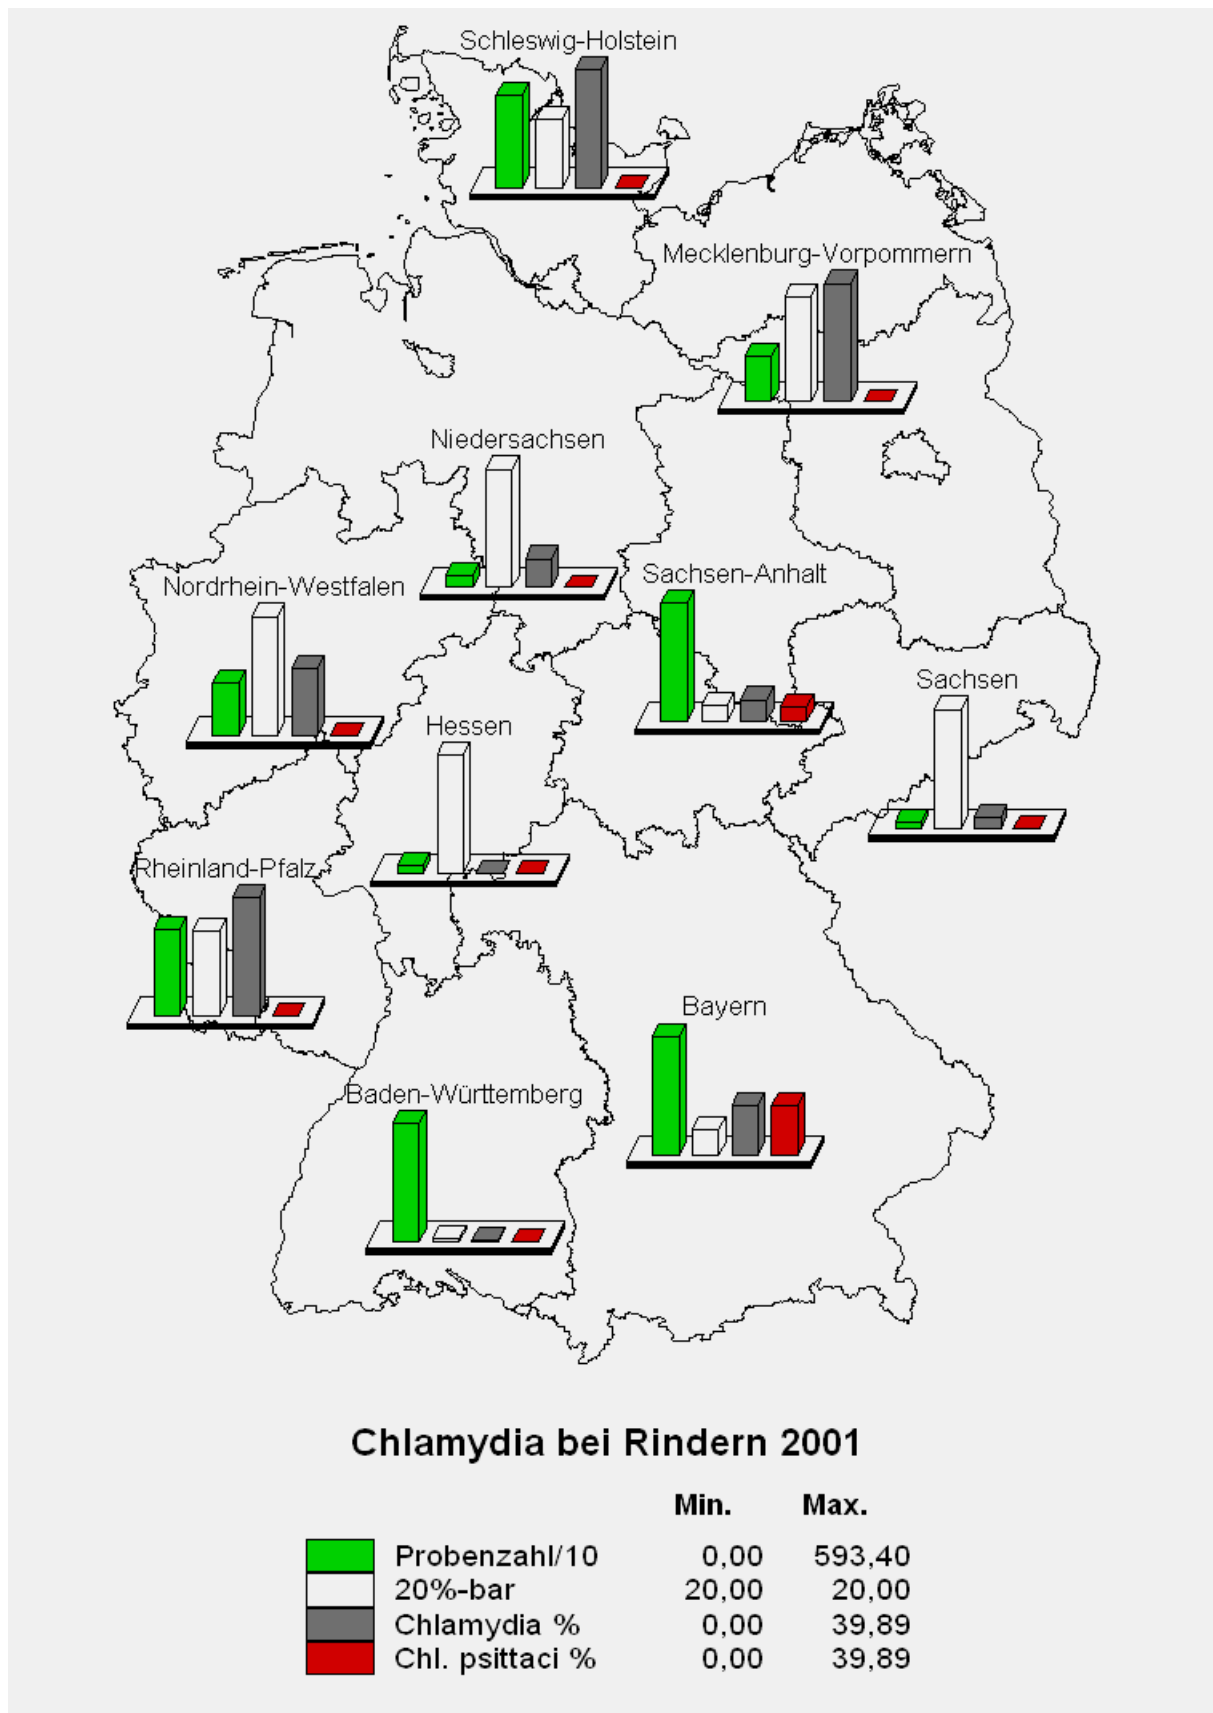 Schleswig-Holstein
Mecklenburg-Vorpommern
Niedersachsen
Sachsen-Anhalt
Nordrhein-Westfalen
Sachsen
Hessen
Rheinland-Pfalz
Bayern
Baden-Württemberg
Chlamydia bei Rindern 2001
Min. Max.
Probenzahl/10 0,00 593,40
20%-bar 20,00 20,00
Chlamydia % 0,00 39,89
Chl. psittaci % 0,00 39,89